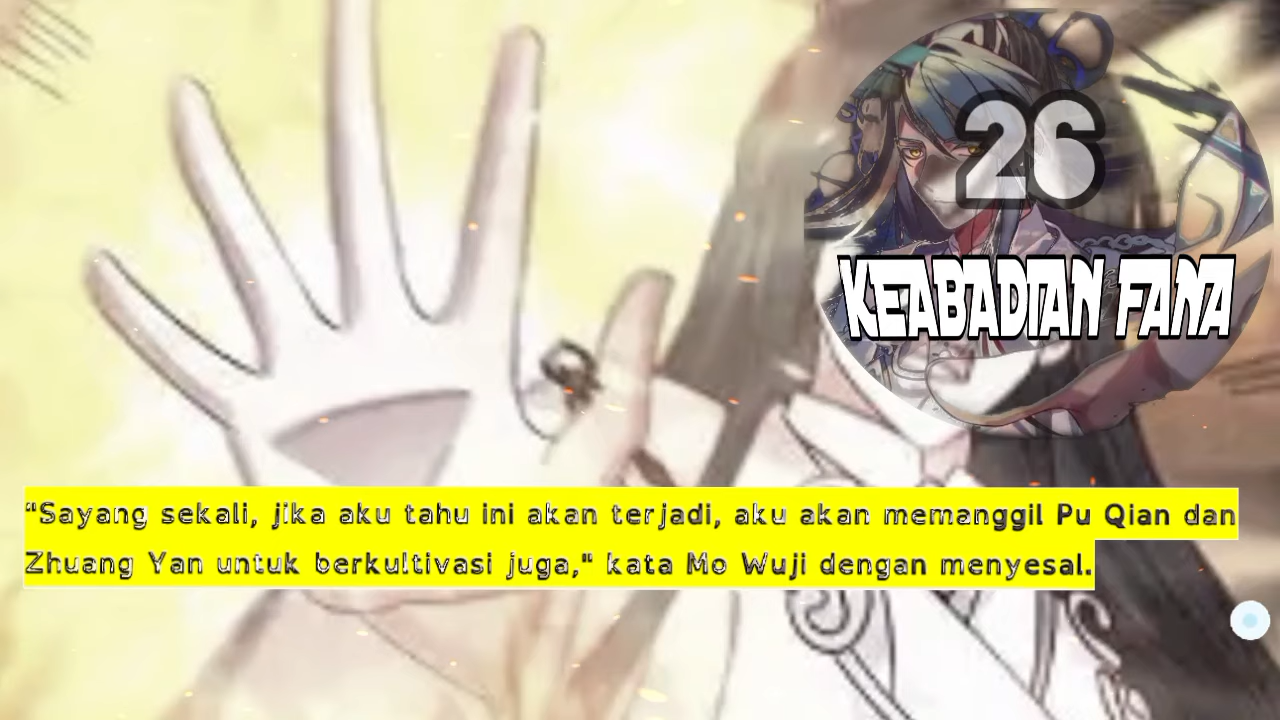 26
KEABADIAN FANA
"Sayang sekali, jika aku tahu ini akan terjadi, aku akan memanggil Pu Qian dan
Zhuang Yan untuk berkultivasi juga," kata Mo Wuji dengan menyesal.